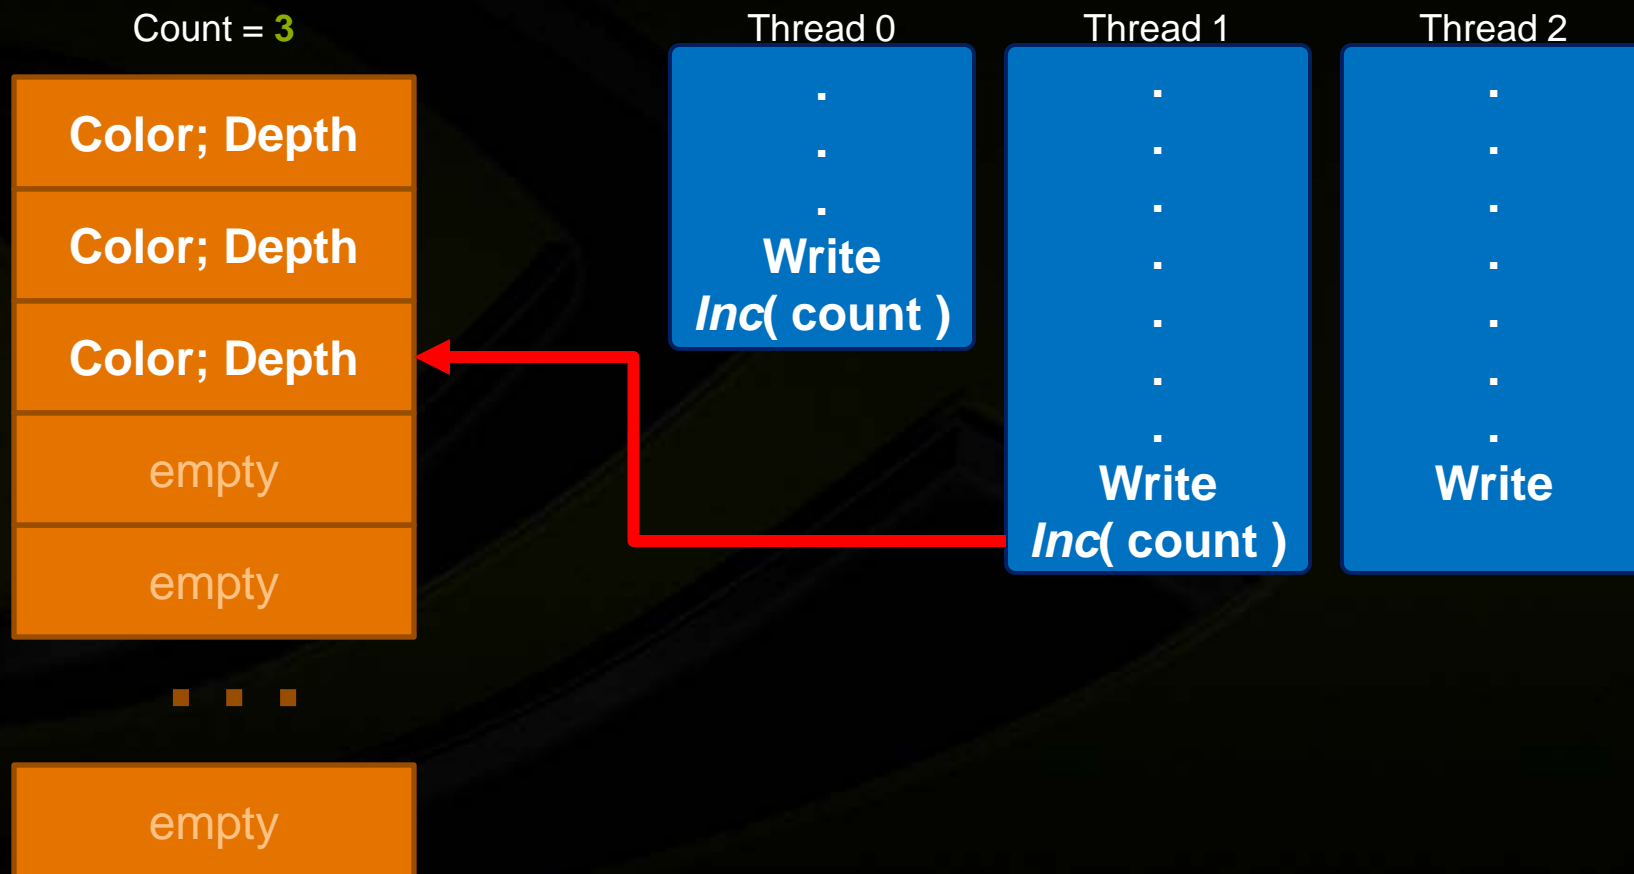 Count = 3
Color; Depth
Color; Depth
Color; Depth
empty
empty
. . .
empty
Thread 0
.
.
.
Write
Inc( count )
Thread 1
.
.
.
.
.
.
.
Write
Inc( count )
Thread 2
.
.
.
.
.
.
.
Write